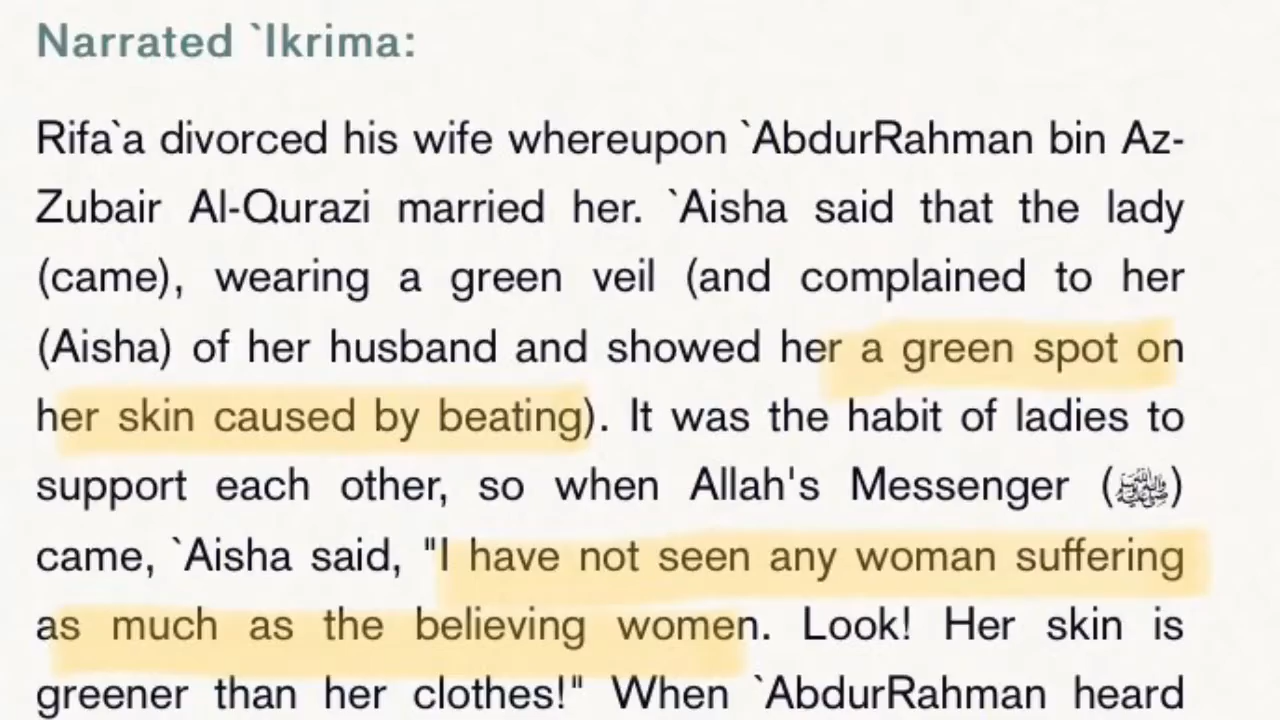 Narrated `Ikrima:
Rifa`a divorced his wife whereupon `AbdurRahman bin Az-
Zubair Al-Qurazi married her. `Aisha said that the lady
(came), wearing a green veil (and complained to her
(Aisha) of her husband and showed her a green spot on
her skin caused by beating). It was the habit of ladies to
support each other, so when Allah's Messenger (ﷺ)
came, `Aisha said, "I have not seen any woman suffering
as much as the believing women. Look! Her skin is
greener than her clothes!" When `AbdurRahman heard